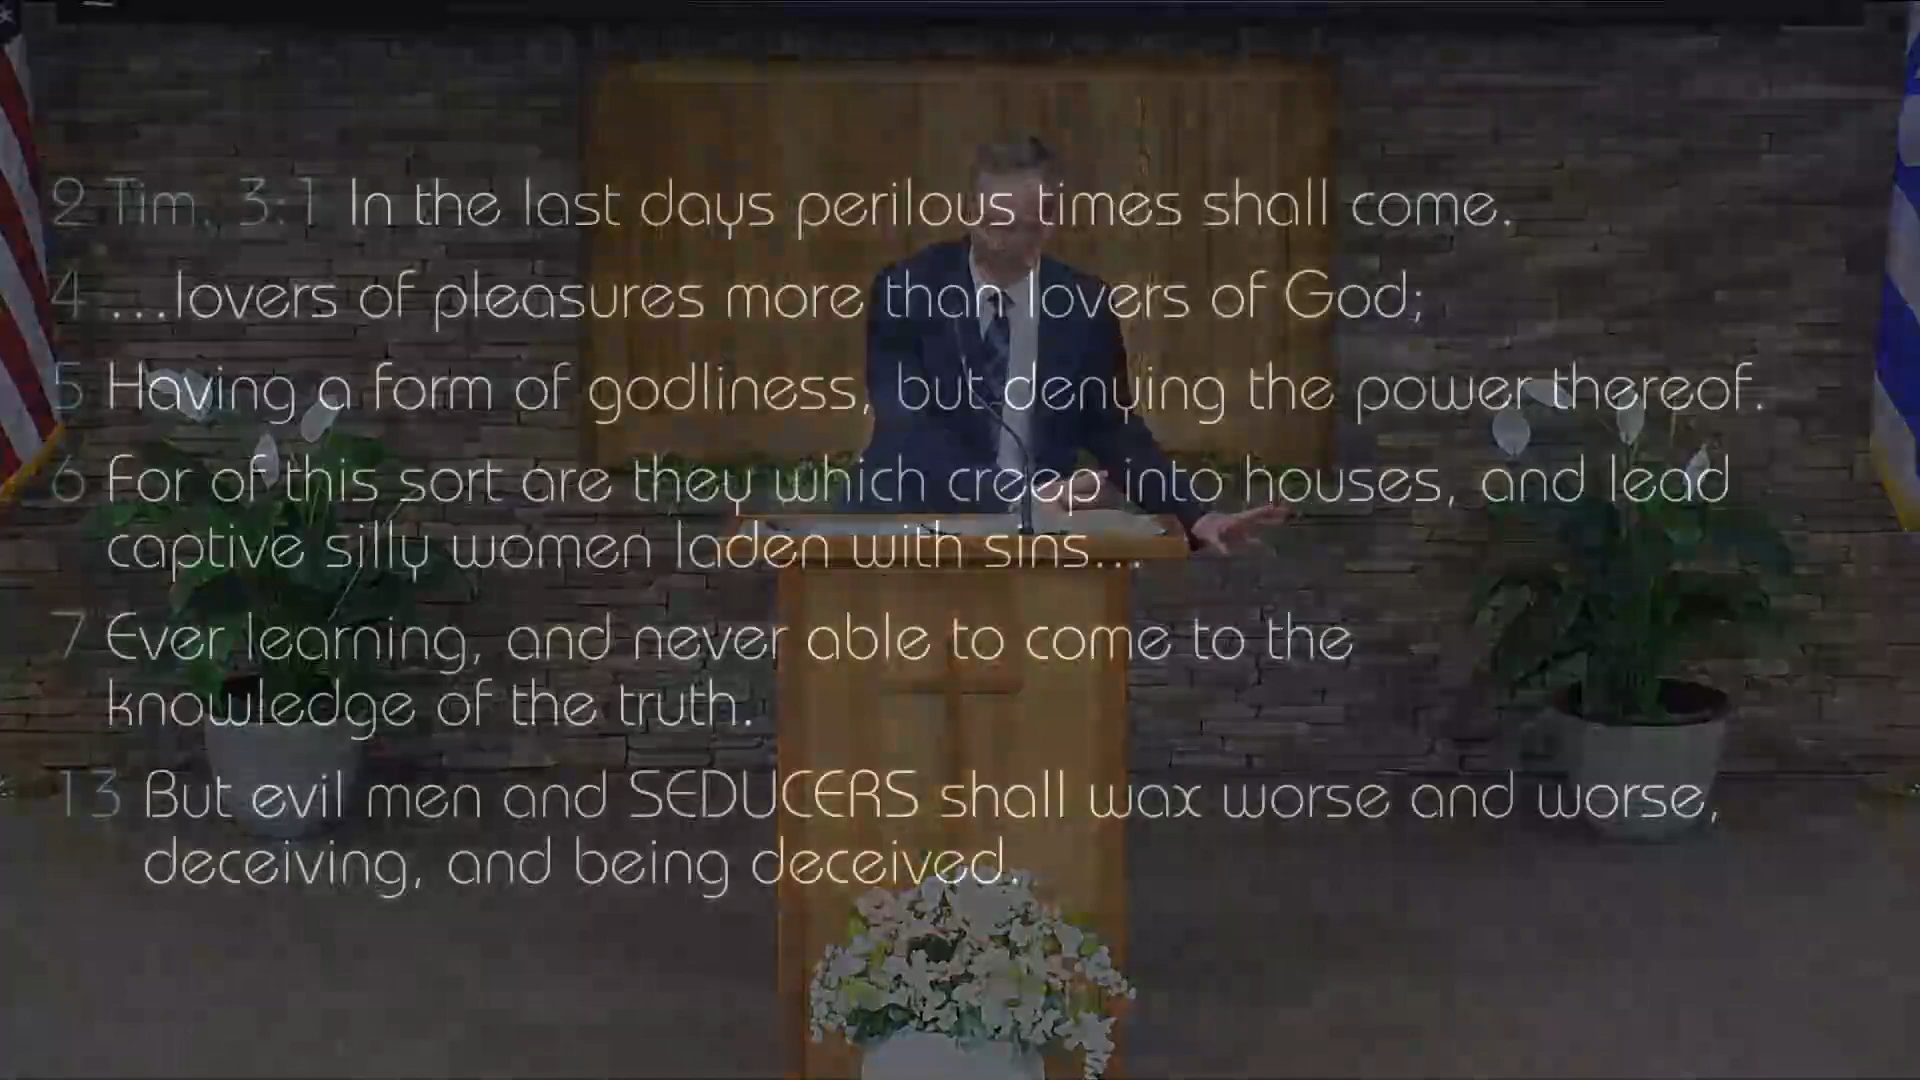 2 Tim. 3:1 In the last days perilous times shall come.
4 ...lovers of pleasures more than lovers of God;
5 Having a form of godliness, but denying the power thereof.
6 For of this sort are they which creep into houses, and lead
captive silly women laden with sins...
7 Ever learning, and never able to come to the
knowledge of the truth.
13 But evil men and SEDUCERS shall wax worse and worse,
deceiving, and being deceived.